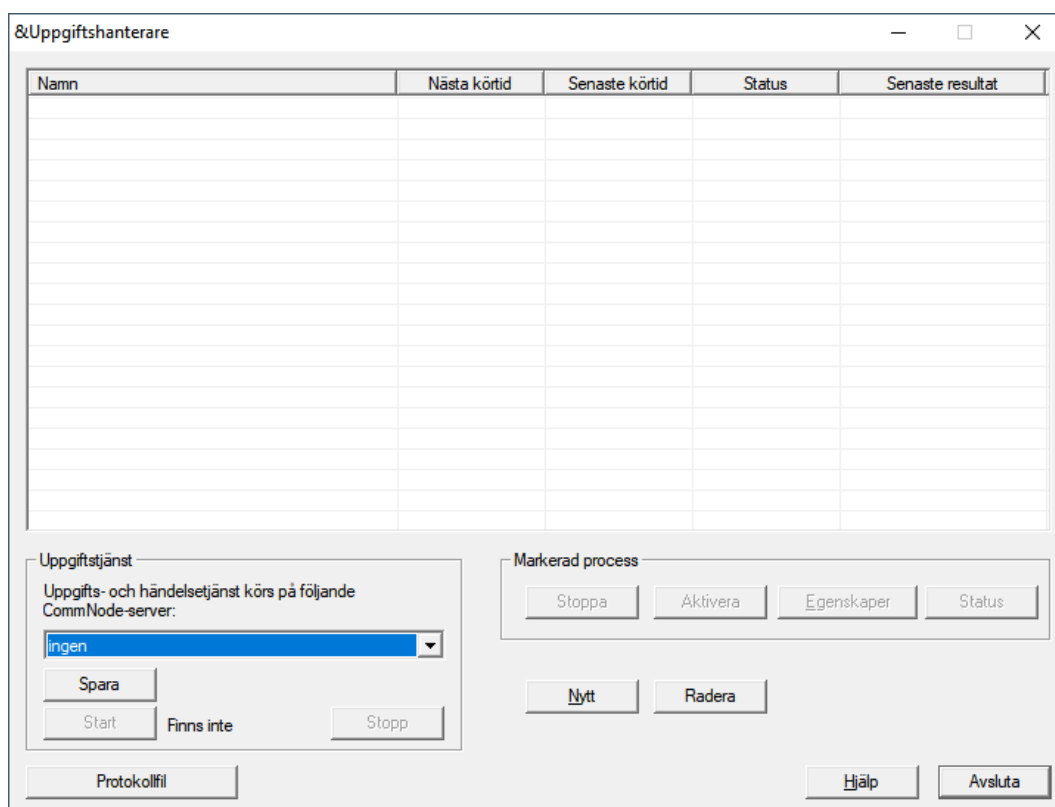 &Uppgiftshanterare
Namn Nästa körtid Senaste körtid Status Senaste resultat
Uppgiftstjänst
Uppgifts- och händelsetjänst körs på följande
CommNode-server:
ingen
Spara
Start Finns inte Stopp
Markerad process
Stoppa Aktivera Egenskaper Status
Nytt Radera
Protokollfil
Hjälp Avsluta